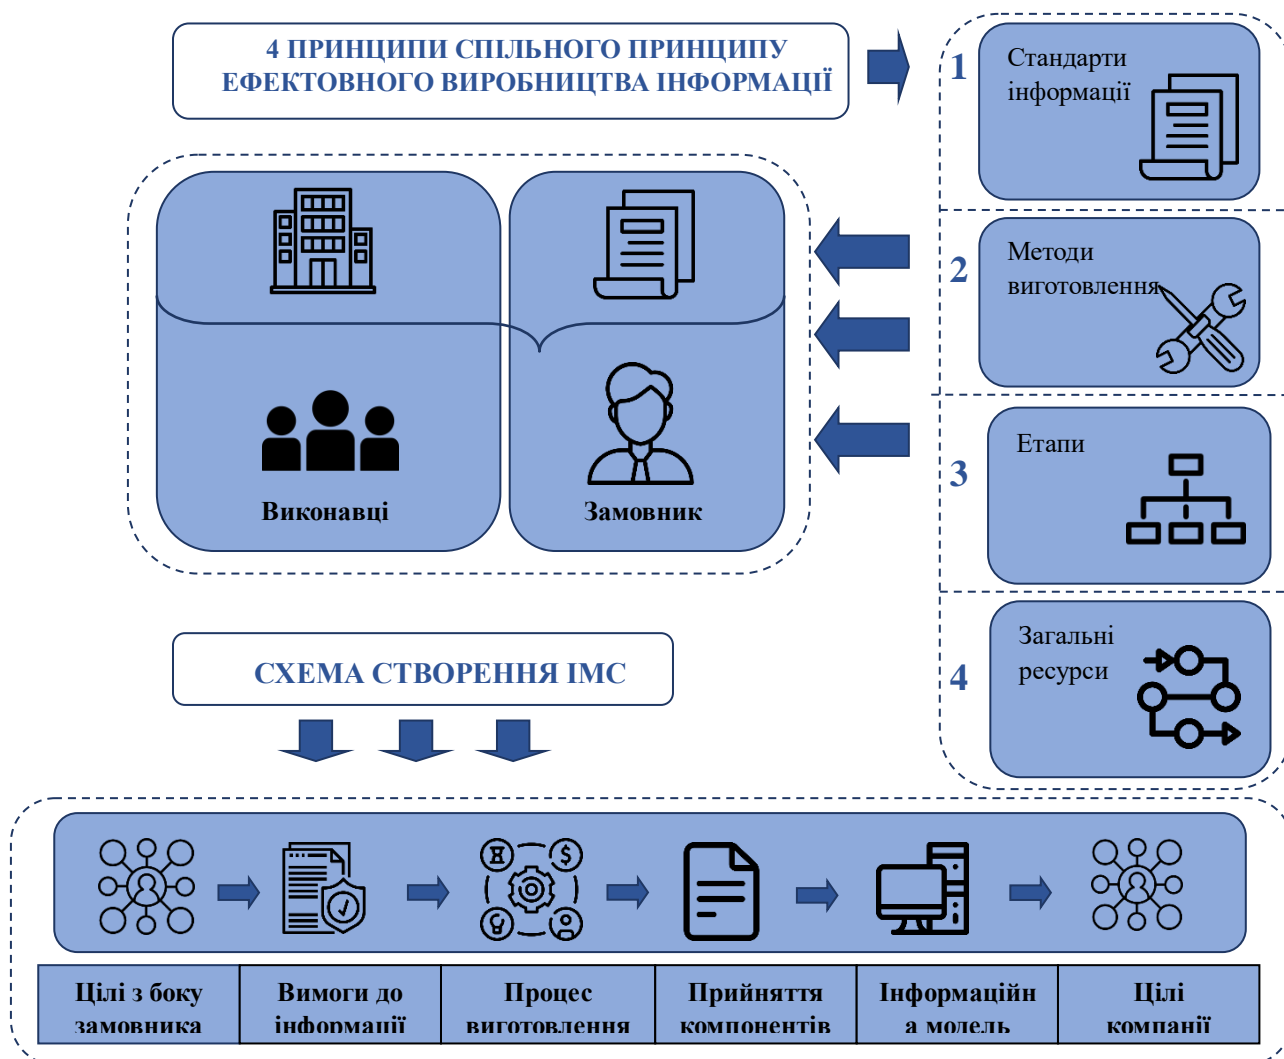 4 ПРИНЦИПИ СПІЛЬНОГО ПРИНЦИПУ
ЕФЕКТОВНОГО ВИРОБНИЦТВА ІНФОРМАЦІЇ
1
Стандарти
інформації
2
Методи
виготовлення
3
Етапи
4
Загальні
ресурси
Виконавці
Замовник
СХЕМА СТВОРЕННЯ ІМС
Цілі з боку
замовника
Вимоги до
інформації
Процес
виготовлення
Прийняття
компонентів
Інформаційн
а модель
Цілі
компанії